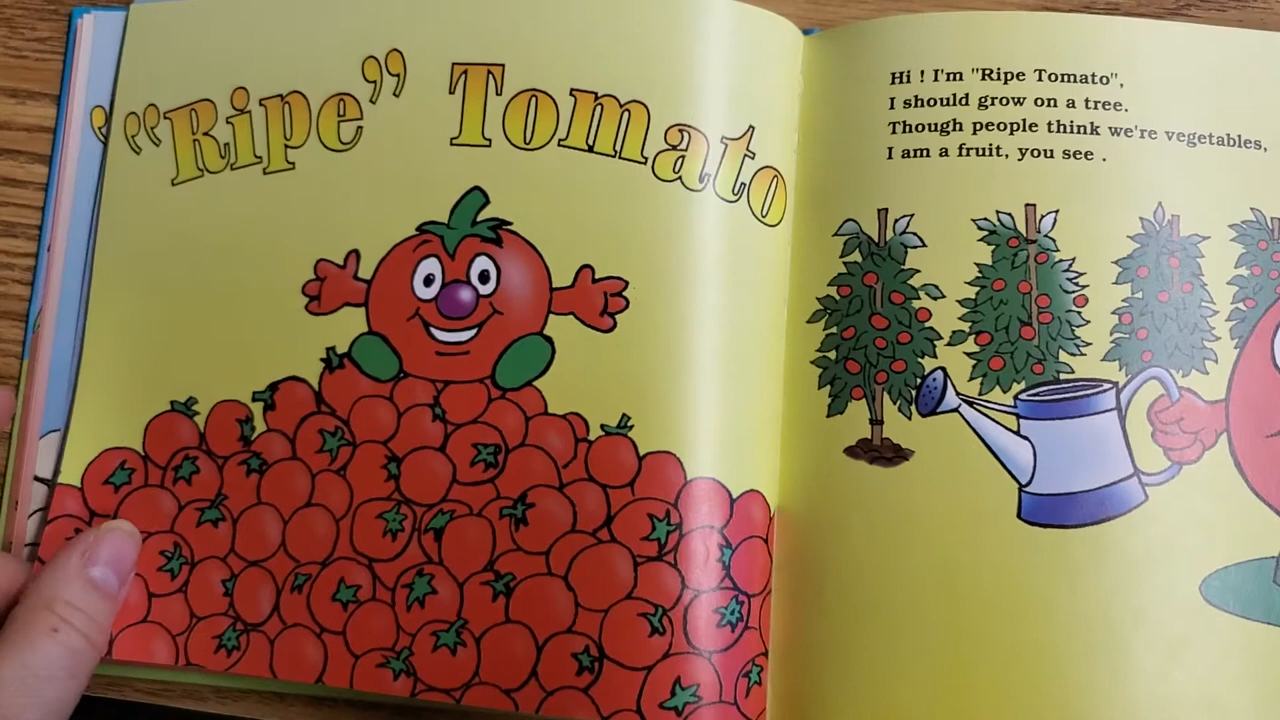 "Ripe" Tomato
Hi ! I'm "Ripe Tomato",
I should grow on a tree.
Though people think we're vegetables,
I am a fruit, you see .